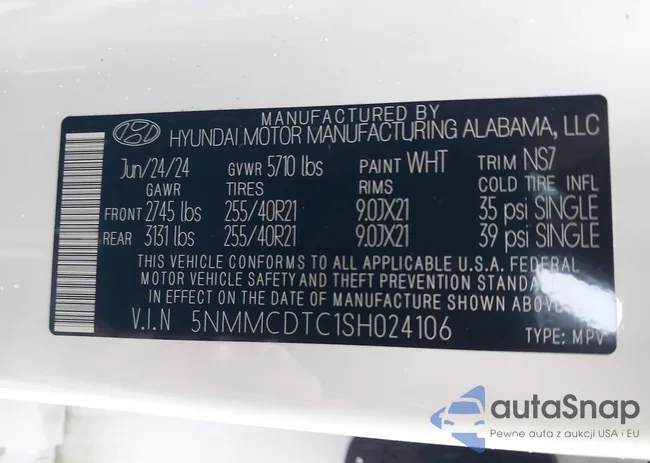 MANUFACTURED BY
HYUNDAI MOTOR MANUFACTURING ALABAMA, LLC
Jun/24/24 GVWR 5710 lbs PAINT WHT TRIM NS7
GAWR TIRES RIMS COLD TIRE INFL
FRONT 2745 lbs 255/40R21 9.0JX21 35 psi SINGLE
REAR 3131 lbs 255/40R21 9.0JX21 39 psi SINGLE
THIS VEHICLE CONFORMS TO ALL APPLICABLE U.S.A. FEDERAL
MOTOR VEHICLE SAFETY AND THEFT PREVENTION STANDARD
IN EFFECT ON THE DATE OF MANUFACTURE SHOWN ABOVE
V.I.N 5NMMCDTC1SH024106 TYPE: MPV
autaSnap
Pewne auta z aukcji USA i EU